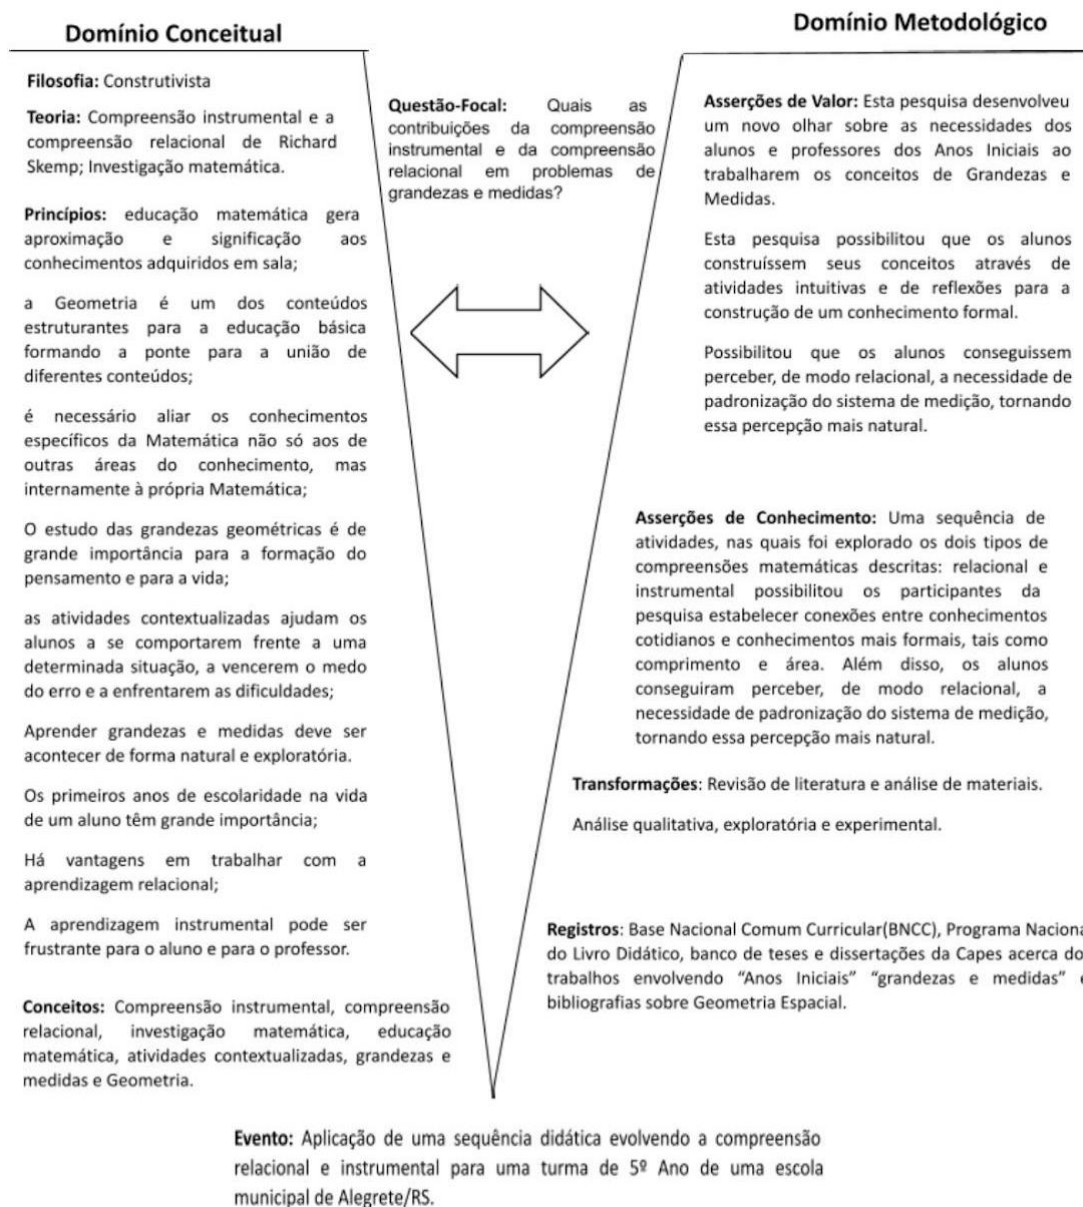 Domínio Conceitual
Filosofia: Construtivista
Teoria: Compreensão instrumental e a
compreensão relacional de Richard
Skemp; Investigação matemática.
Princípios: educação matemática gera
aproximação e significação aos
conhecimentos adquiridos em sala;
a Geometria é um dos conteúdos
estruturantes para a educação básica
formando a ponte para a união de
diferentes conteúdos;
é necessário aliar os conhecimentos
específicos da Matemática não só aos de
outras áreas do conhecimento, mas
internamente à própria Matemática;
O estudo das grandezas geométricas é de
grande importância para a formação do
pensamento e para a vida;
as atividades contextualizadas ajudam os
alunos a se comportarem frente a uma
determinada situação, a vencerem o medo
do erro e a enfrentarem as dificuldades;
Aprender grandezas e medidas deve ser
acontecer de forma natural e exploratória.
Os primeiros anos de escolaridade na vida
de um aluno têm grande importância;
Há vantagens em trabalhar com a
aprendizagem relacional;
A aprendizagem instrumental pode ser
frustrante para o aluno e para o professor.
Conceitos: Compreensão instrumental, compreensão
relacional, investigação matemática, educação
matemática, atividades contextualizadas, grandezas e
medidas e Geometria.
Questão-Focal: Quais as
contribuições da compreensão
instrumental e da compreensão
relacional em problemas de
grandezas e medidas?
Domínio Metodológico
Asserções de Valor: Esta pesquisa desenvolveu
um novo olhar sobre as necessidades dos
alunos e professores dos Anos Iniciais ao
trabalharem os conceitos de Grandezas e
Medidas.
Esta pesquisa possibilitou que os alunos
construíssem seus conceitos através de
atividades intuitivas e de reflexões para a
construção de um conhecimento formal.
Possibilitou que os alunos conseguissem
perceber, de modo relacional, a necessidade de
padronização do sistema de medição, tornando
essa percepção mais natural.
Asserções de Conhecimento: Uma sequência de
atividades, nas quais foi explorado os dois tipos de
compreensões matemáticas descritas: relacional e
instrumental possibilitou os participantes da
pesquisa estabelecer conexões entre conhecimentos
cotidianos e conhecimentos mais formais, tais como
comprimento e área. Além disso, os alunos
conseguiram perceber, de modo relacional, a
necessidade de padronização do sistema de medição,
tornando essa percepção mais natural.
Transformações: Revisão de literatura e análise de materiais.
Análise qualitativa, exploratória e experimental.
Registros: Base Nacional Comum Curricular(BNCC), Programa Naciona
do Livro Didático, banco de teses e dissertações da Capes acerca do
trabalhos envolvendo “Anos Iniciais” “grandezas e medidas” e
bibliografias sobre Geometria Espacial.
Evento: Aplicação de uma sequência didática evolvendo a compreensão
relacional e instrumental para uma turma de 5º Ano de uma escola
municipal de Alegrete/RS.